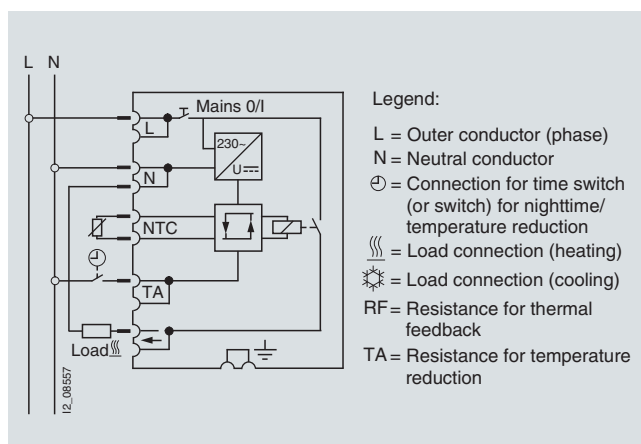 L N
Mains 0/I
L
230~
U
N
NTC
TA
Load
I2_08557
Legend:
L = Outer conductor (phase)
N = Neutral conductor
= Connection for time switch
(or switch) for nighttime/
temperature reduction
= Load connection (heating)
= Load connection (cooling)
RF = Resistance for thermal
feedback
TA = Resistance for temperature
reduction